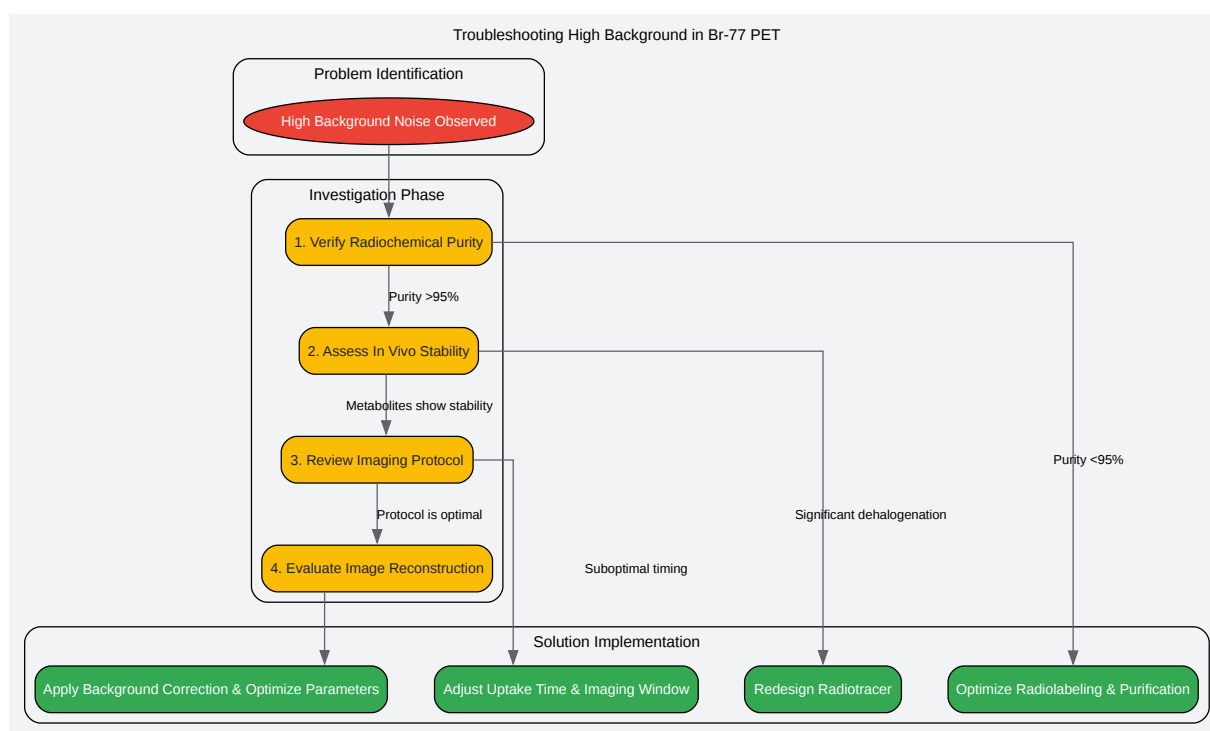 Troubleshooting High Background in Br-77 PET
Problem Identification
High Background Noise Observed
Investigation Phase
1. Verify Radiochemical Purity
Purity >95%
2. Assess In Vivo Stability
Metabolites show stability
3. Review Imaging Protocol
Purity <95%
Protocol is optimal
Significant dehalogenation
4. Evaluate Image Reconstruction
Suboptimal timing
Solution Implementation
Apply Background Correction & Optimize Parameters
Adjust Uptake Time & Imaging Window
Redesign Radiotracer
Optimize Radiolabeling & Purification